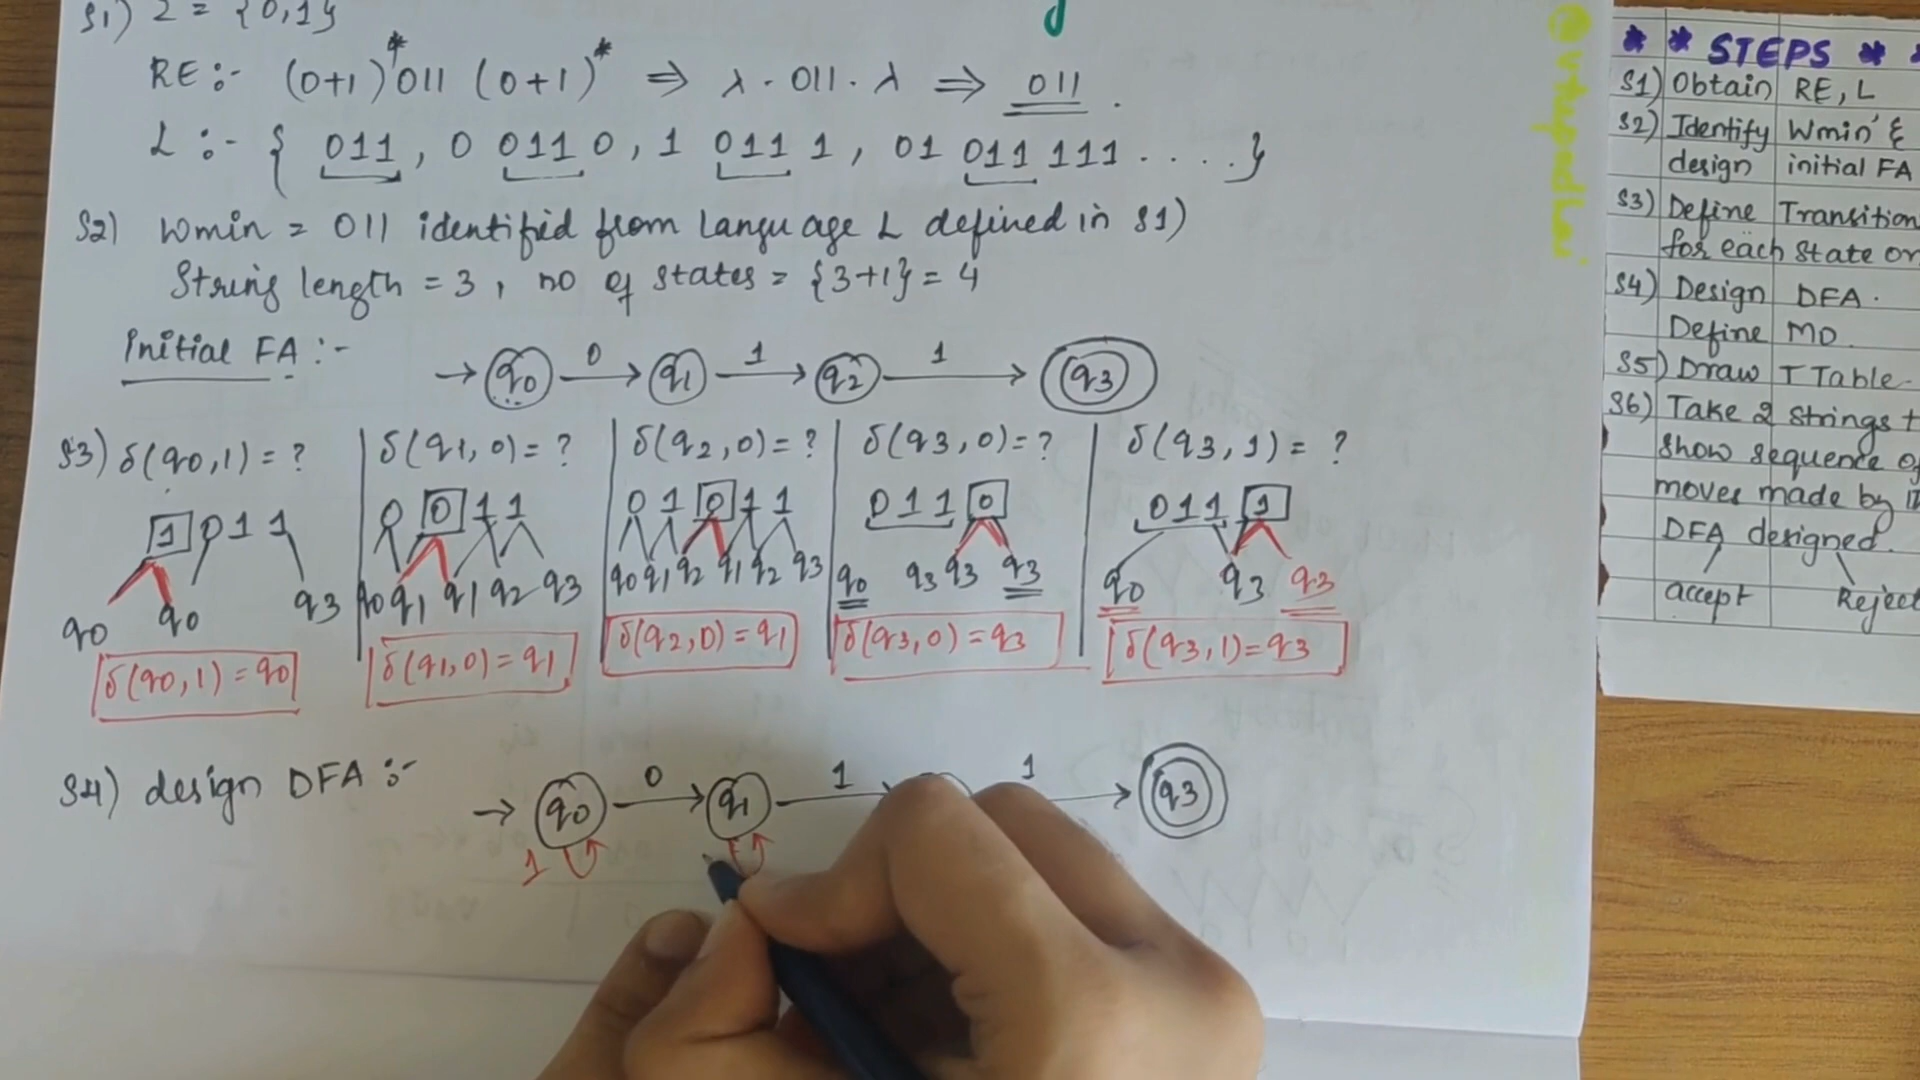 S1) Σ = {0,1}
RE :- (0+1)*011 (0+1)* ⇒ λ · 011 · λ ⇒ 011 .
L :- { 011 , 0 011 0 0 , 1 011 1 , 01 011 111 . . . . }
S2) Wmin = 011 identifid from Language L defined in S1)
String length = 3 , no of states = {3+1} = 4
Initial FA :-
→ q0 0 → q1 1 → q2 1 → q3
S3) δ(q0,1) = ? δ(q1,0) = ? δ(q2,0) = ? δ(q3,0) = ? δ(q3,1) = ?
1 0 1 1 0 0 1 1 0 1 0 1 1 0 1 1 0 0 1 1 1
q0 q0 q3 q0 q1 q1 q2 q3 q0 q1 q2 q1 q2 q3 q0 q3 q3 q3 q0 q3 q3
δ(q0,1) = q0 δ(q1,0) = q1 δ(q2,0) = q1 δ(q3,0) = q3 δ(q3,1) = q3
S4) design DFA :-
→ q0 0 → q1 1 → 1 → q3
1
@vtupadhai
* * STEPS *
S1) Obtain RE, L
S2) Identify Wmin' &
design initial FA
S3) Define Transition
for each state or
S4) Design DFA.
Define MD.
S5) Draw T Table.
S6) Take 2 strings t
show sequence of
moves made by
DFA designed.
accept Reject